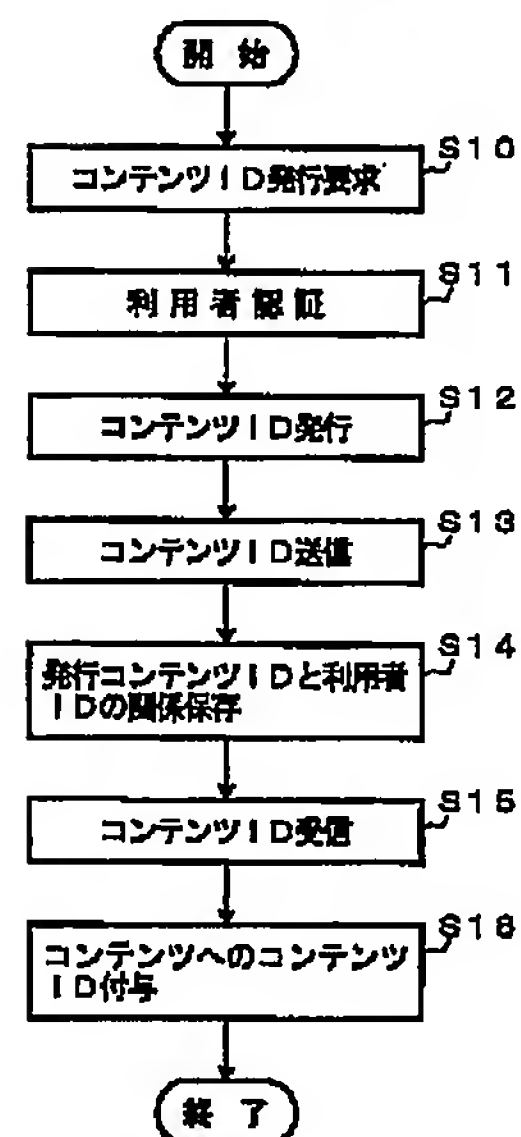 開 始
S10
コンテンツID発行要求
S11
利用者認証
S12
コンテンツID発行
S13
コンテンツID送信
S14
発行コンテンツIDと利用者
IDの関係保存
S15
コンテンツID受信
S16
コンテンツへのコンテンツ
ID付与
終 了